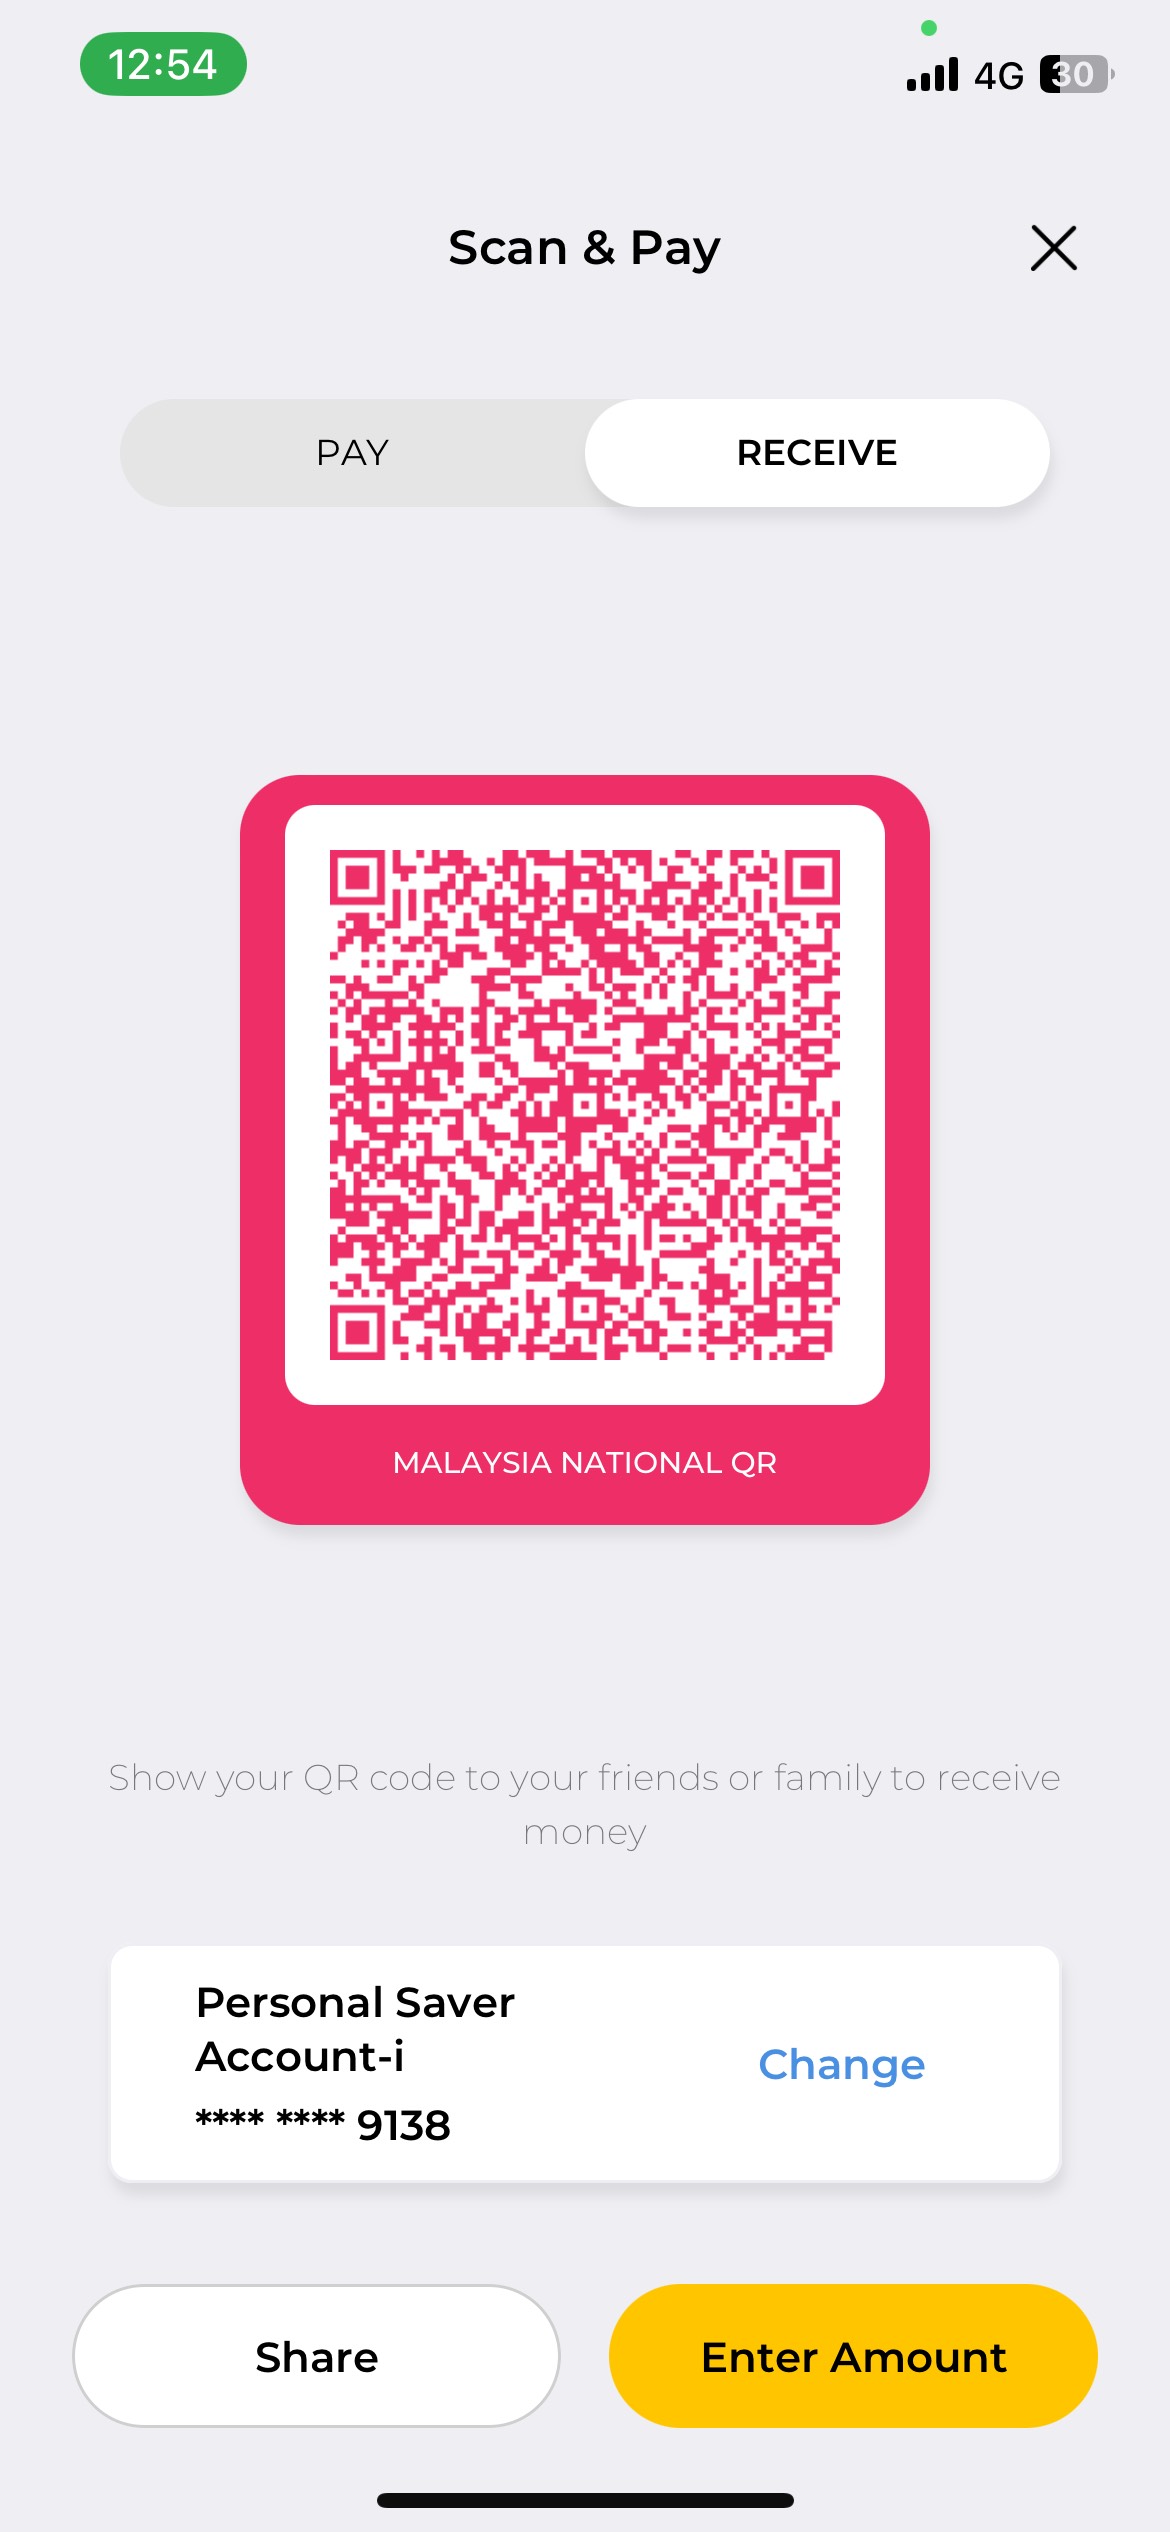 12:54
4G 30
Scan & Pay
PAY
RECEIVE
MALAYSIA NATIONAL QR
Show your QR code to your friends or family to receive
money
Personal Saver
Account-i
**** **** 9138
Change
Share
Enter Amount